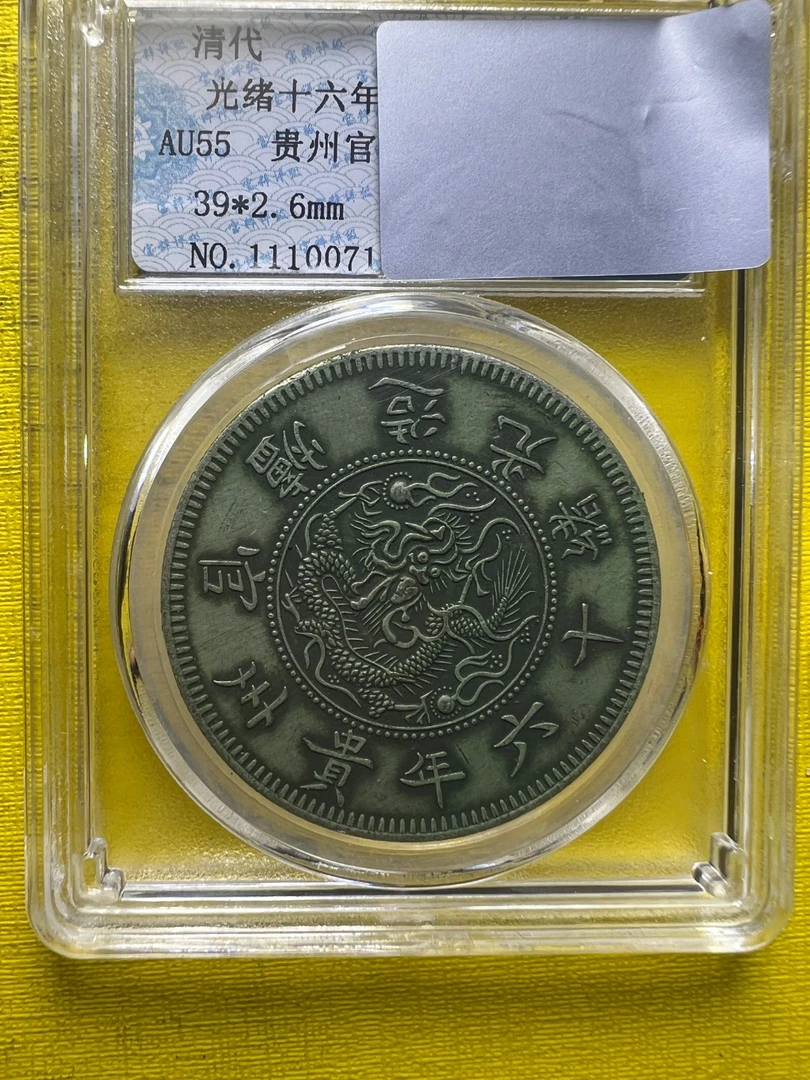 清代
光绪十六年
AU55 贵州官
39*2.6mm
NO.1110071
光緒十六年貴州官 造